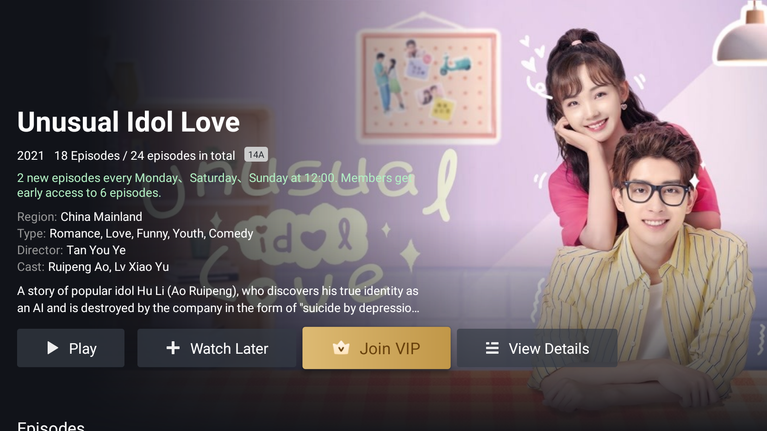 Unusual Idol Love
2021 18 Episodes / 24 episodes in total 14A
2 new episodes every Monday、 Saturday、 Sunday at 12:00. Members get
early access to 6 episodes.
Region: China Mainland
Type: Romance, Love, Funny, Youth, Comedy
Director: Tan You Ye
Cast: Ruipeng Ao, Lv Xiao Yu
A story of popular idol Hu Li (Ao Ruipeng), who discovers his true identity as
an AI and is destroyed by the company in the form of "suicide by depressio...
Unusual
idol
Love
Play
Watch Later
Join VIP
View Details
Episodes